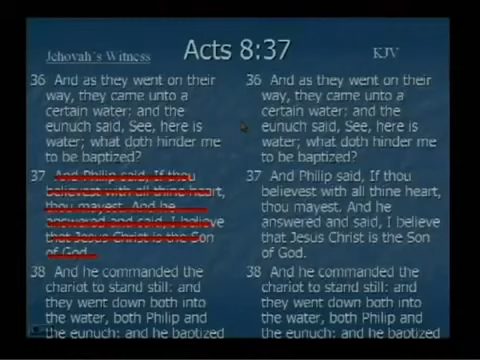 Acts 8:37
Jehovah's Witness
36 And as they went on their
way, they came unto a
certain water: and the
eunuch said, See, here is
water; what doth hinder me
to be baptized?
37 And Philip said, If thou
believest with all thine heart,
thou mayest. And he
answered and said, I believe
that Jesus Christ is the Son
of God.
38 And he commanded the
chariot to stand still: and
they went down both into
the water, both Philip and
the eunuch: and he baptized
KJV
36 And as they went on their
way, they came unto a
certain water: and the
eunuch said, See, here is
water; what doth hinder me
to be baptized?
37 And Philip said, If thou
believest with all thine heart,
thou mayest. And he
answered and said, I believe
that Jesus Christ is the Son
of God.
38 And he commanded the
chariot to stand still: and
they went down both into
the water, both Philip and
the eunuch: and he baptized